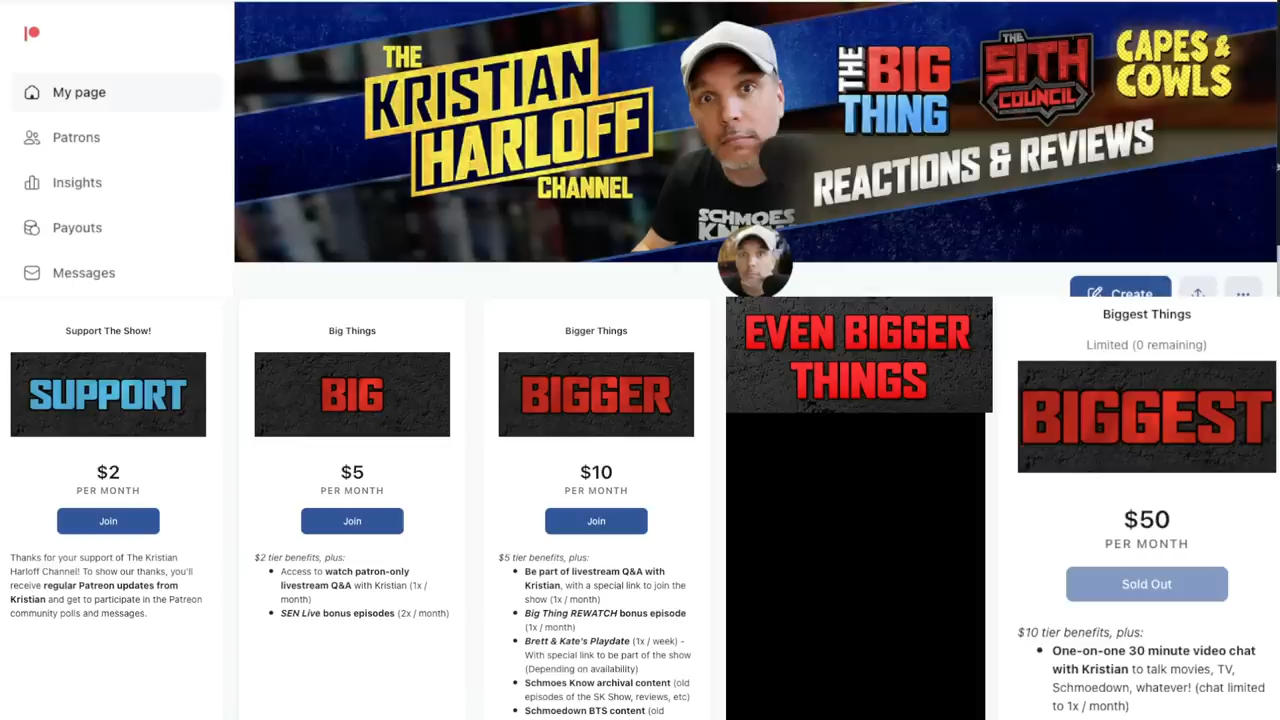 My page
Patrons
Insights
Payouts
Messages
THE
KRISTIAN
HARLOFF
CHANNEL
SCHMOES
THE BIG
THING
THE
SITH
COUNCIL
CAPES &
COWLS
REACTIONS & REVIEWS
Create
Support The Show!
SUPPORT
$2
PER MONTH
Join
Thanks for your support of The Kristian
Harloff Channel! To show our thanks, you'll
receive regular Patreon updates from
Kristian and get to participate in the Patreon
community polls and messages.
Big Things
BIG
$5
PER MONTH
Join
$2 tier benefits, plus:
Access to watch patron-only
livestream Q&A with Kristian (1x /
month)
SEN Live bonus episodes (2x / month)
Bigger Things
BIGGER
$10
PER MONTH
Join
$5 tier benefits, plus:
Be part of livestream Q&A with
Kristian, with a special link to join the
show (1x / month)
Big Thing REWATCH bonus episode
(1x / month)
Brett & Kate's Playdate (1x / week) -
With special link to be part of the show
(Depending on availability)
Schmoes Know archival content (old
episodes of the SK Show, reviews, etc)
Schmoedown BTS content (old
EVEN BIGGER
THINGS
Biggest Things
Limited (0 remaining)
BIGGEST
$50
PER MONTH
Sold Out
$10 tier benefits, plus:
One-on-one 30 minute video chat
with Kristian to talk movies, TV,
Schmoedown, whatever! (chat limited
to 1x / month)